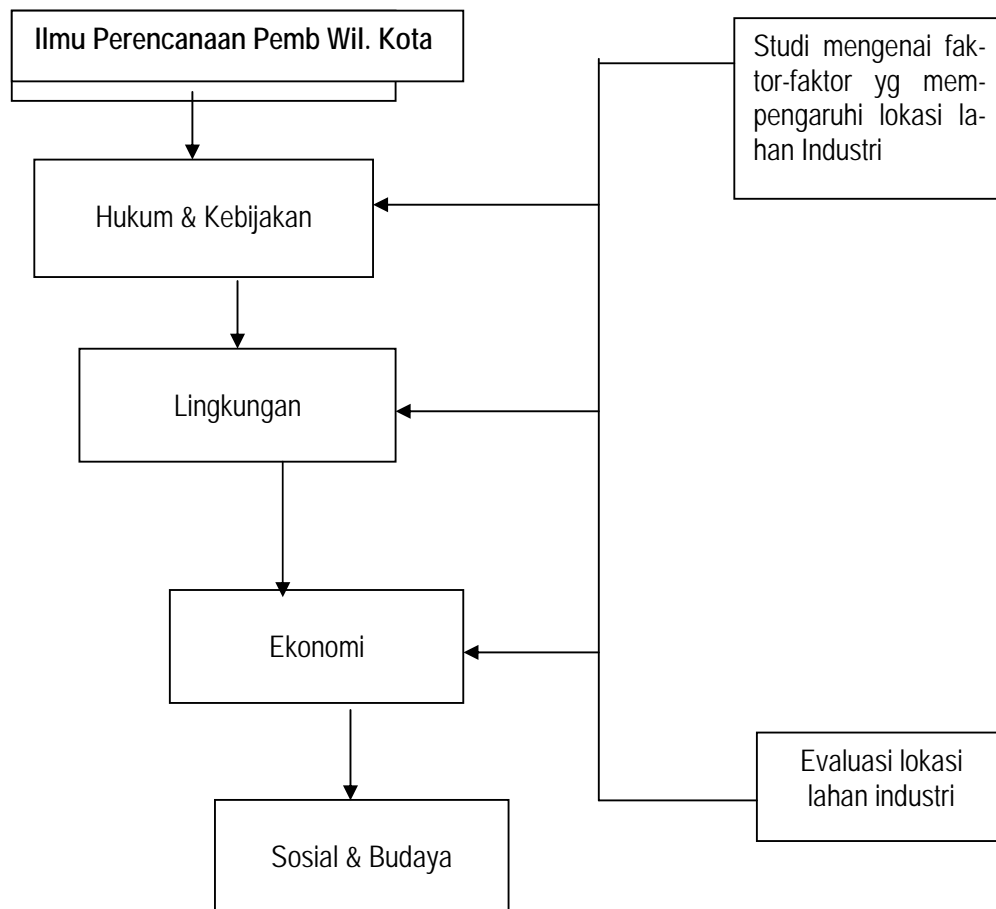 Ilmu Perencanaan Pemb Wil. Kota
Studi mengenai fak-
tor-faktor yg mem-
pengaruhi lokasi la-
han Industri
Hukum & Kebijakan
Lingkungan
Ekonomi
Evaluasi lokasi
lahan industri
Sosial & Budaya